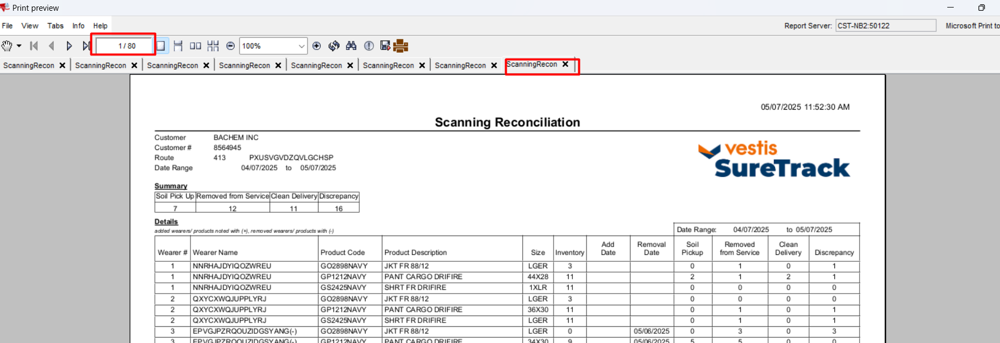 Print preview
File View Tabs Info Help
Report Server: CST-NB2:50122 Microsoft Print to
1 / 80 100%
ScanningRecon ScanningRecon ScanningRecon ScanningRecon ScanningRecon ScanningRecon ScanningRecon ScanningRecon
05/07/2025 11:52:30 AM
Scanning Reconciliation
Customer BACHEM INC
Customer # 8564945
Route 413 PXUSVGVDZQVLGCHSP
Date Range 04/07/2025 to 05/07/2025
vestis
SureTrack
Summary
Soil Pick Up Removed from Service Clean Delivery Discrepancy
7 12 11 16
Details
added wearers/ products noted with (+), removed wearers/ products with (-)
Date Range: 04/07/2025 to 05/07/2025
Wearer # Wearer Name Product Code Product Description Size Inventory Add Date Removal Date Soil Pickup Removed from Service Clean Delivery Discrepancy
1 NNRHAJDYIQOZWREU GO2898NAVY JKT FR 88/12 LGER 3 0 1 0 1
1 NNRHAJDYIQOZWREU GP1212NAVY PANT CARGO DRIFIRE 44X28 11 2 1 2 1
1 NNRHAJDYIQOZWREU GS2425NAVY SHRT FR DRIFIRE 1XLR 11 0 0 0 0
2 QXYCXWQJUPPLYRJ GO2898NAVY JKT FR 88/12 LGER 3 0 0 0 0
2 QXYCXWQJUPPLYRJ GP1212NAVY PANT CARGO DRIFIRE 36X30 11 0 1 0 1
2 QXYCXWQJUPPLYRJ GS2425NAVY SHRT FR DRIFIRE LGER 11 0 1 0 1
3 EPVGJPZRQOUZIDGSYANG(-) GO2898NAVY JKT FR 88/12 LGER 0 05/06/2025 0 3 0 3
3 EPVGJPZRQOUZIDGSYANG(-) GP1212NAVY PANT CARGO DRIFIRE 34X30 9 05/06/2025 5 5 0 0